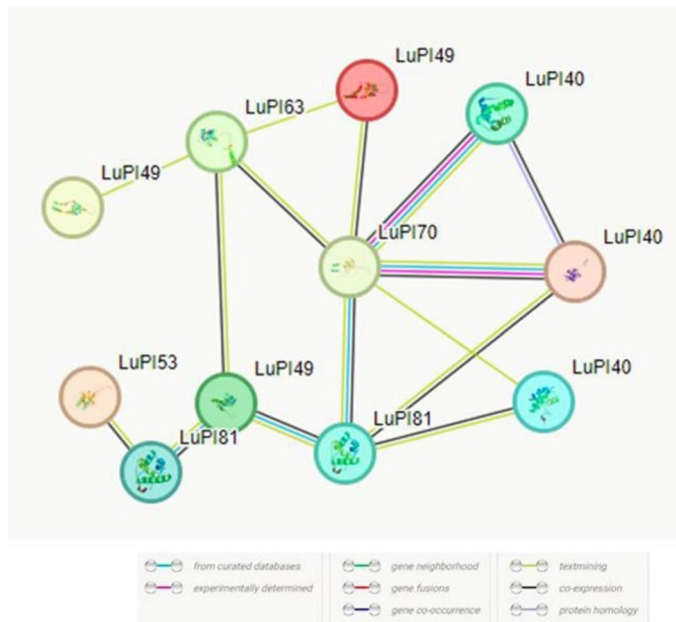 LuPI49
LuPI40
LuPI63
LuPI49
LuPI70
LuPI40
LuPI53
LuPI49
LuPI40
LuPI81
LuPI81
from curated databases
experimentally determined
gene neighborhood
gene fusions
gene co-occurrence
textmining
co-expression
protein homology